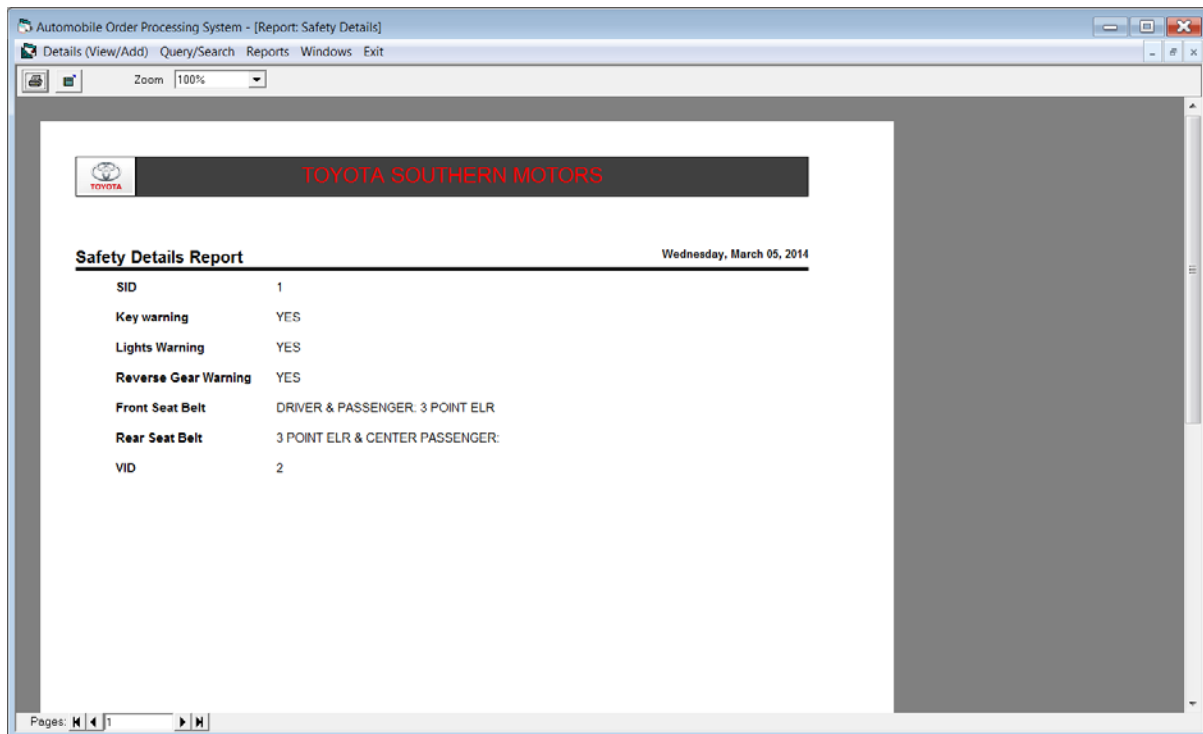 Automobile Order Processing System - [Report: Safety Details]
Details (View/Add) Query/Search Reports Windows Exit
Zoom 100%
TOYOTA
TOYOTA SOUTHERN MOTORS
Safety Details Report Wednesday, March 05, 2014
SID 1
Key warning YES
Lights Warning YES
Reverse Gear Warning YES
Front Seat Belt DRIVER & PASSENGER: 3 POINT ELR
Rear Seat Belt 3 POINT ELR & CENTER PASSENGER:
VID 2
Pages: 1